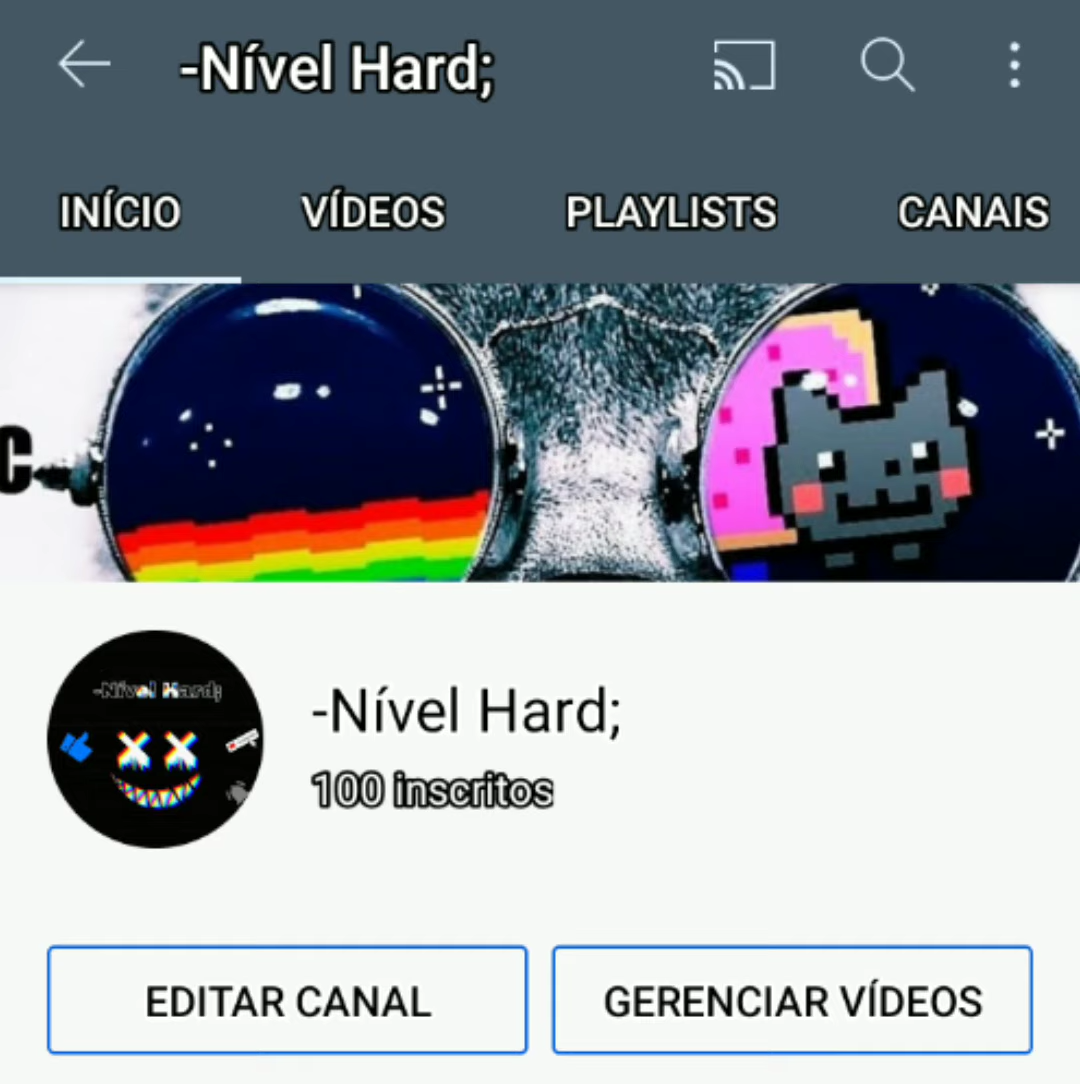 -Nível Hard;
INÍCIO VÍDEOS PLAYLISTS CANAIS
C
-Nível Hard;
-Nível Hard;
100 inscritos
EDITAR CANAL GERENCIAR VÍDEOS